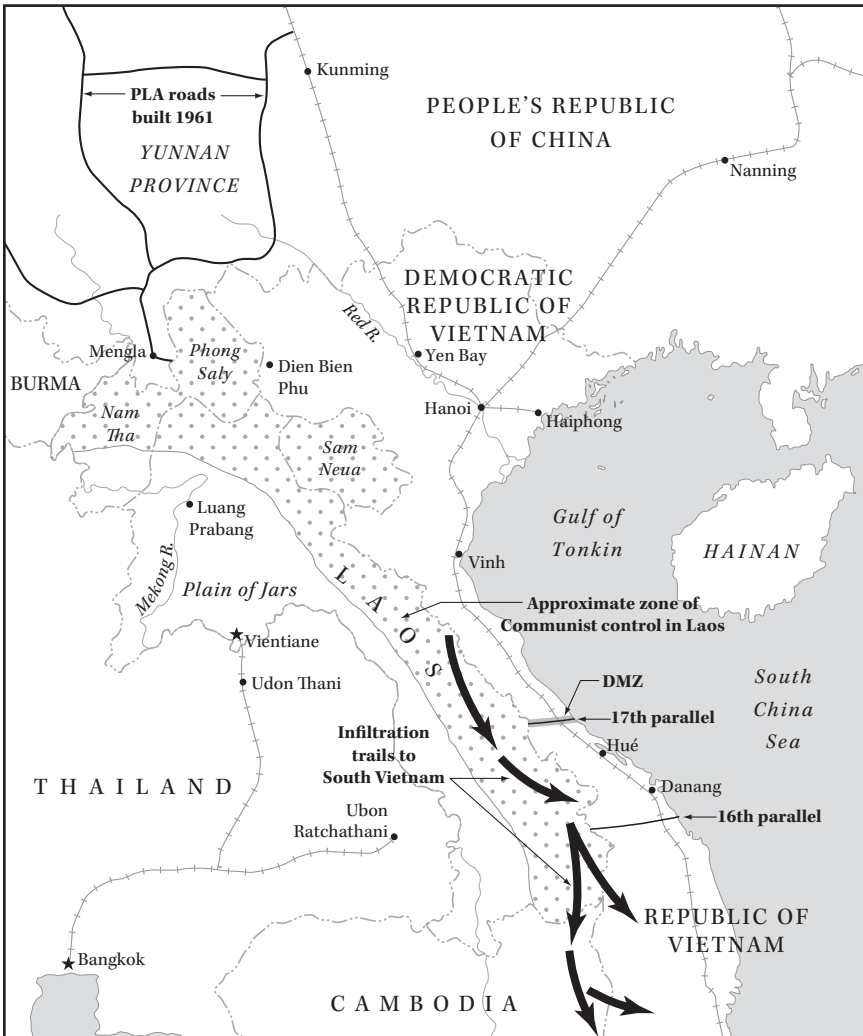 Kunming
PLA roads
built 1961
PEOPLE'S REPUBLIC
OF CHINA
YUNNAN
PROVINCE
Nanning
DEMOCRATIC
REPUBLIC OF
VIETNAM
Red R.
Mengla
Phong
Saly
Yen Bay
Dien Bien
Phu
BURMA
Nam
Tha
Hanoi
Haiphong
Sam
Neua
Luang
Prabang
Gulf of
Tonkin
HAINAN
Mekong R.
Vinh
Plain of Jars
LAOS
Approximate zone of
Communist control in Laos
Vientiane
Udon Thani
DMZ
South
China
Sea
17th parallel
Infiltration
trails to
South Vietnam
Hué
THAILAND
Danang
Ubon
Ratchathani
16th parallel
REPUBLIC OF
VIETNAM
Bangkok
CAMBODIA